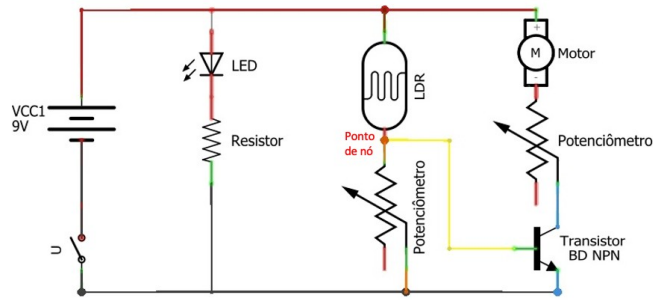 VCC1
9V
U
LED
Resistor
LDR
Ponto
de nó
Potenciômetro
+
M
-
Motor
Potenciômetro
Transistor
BD NPN